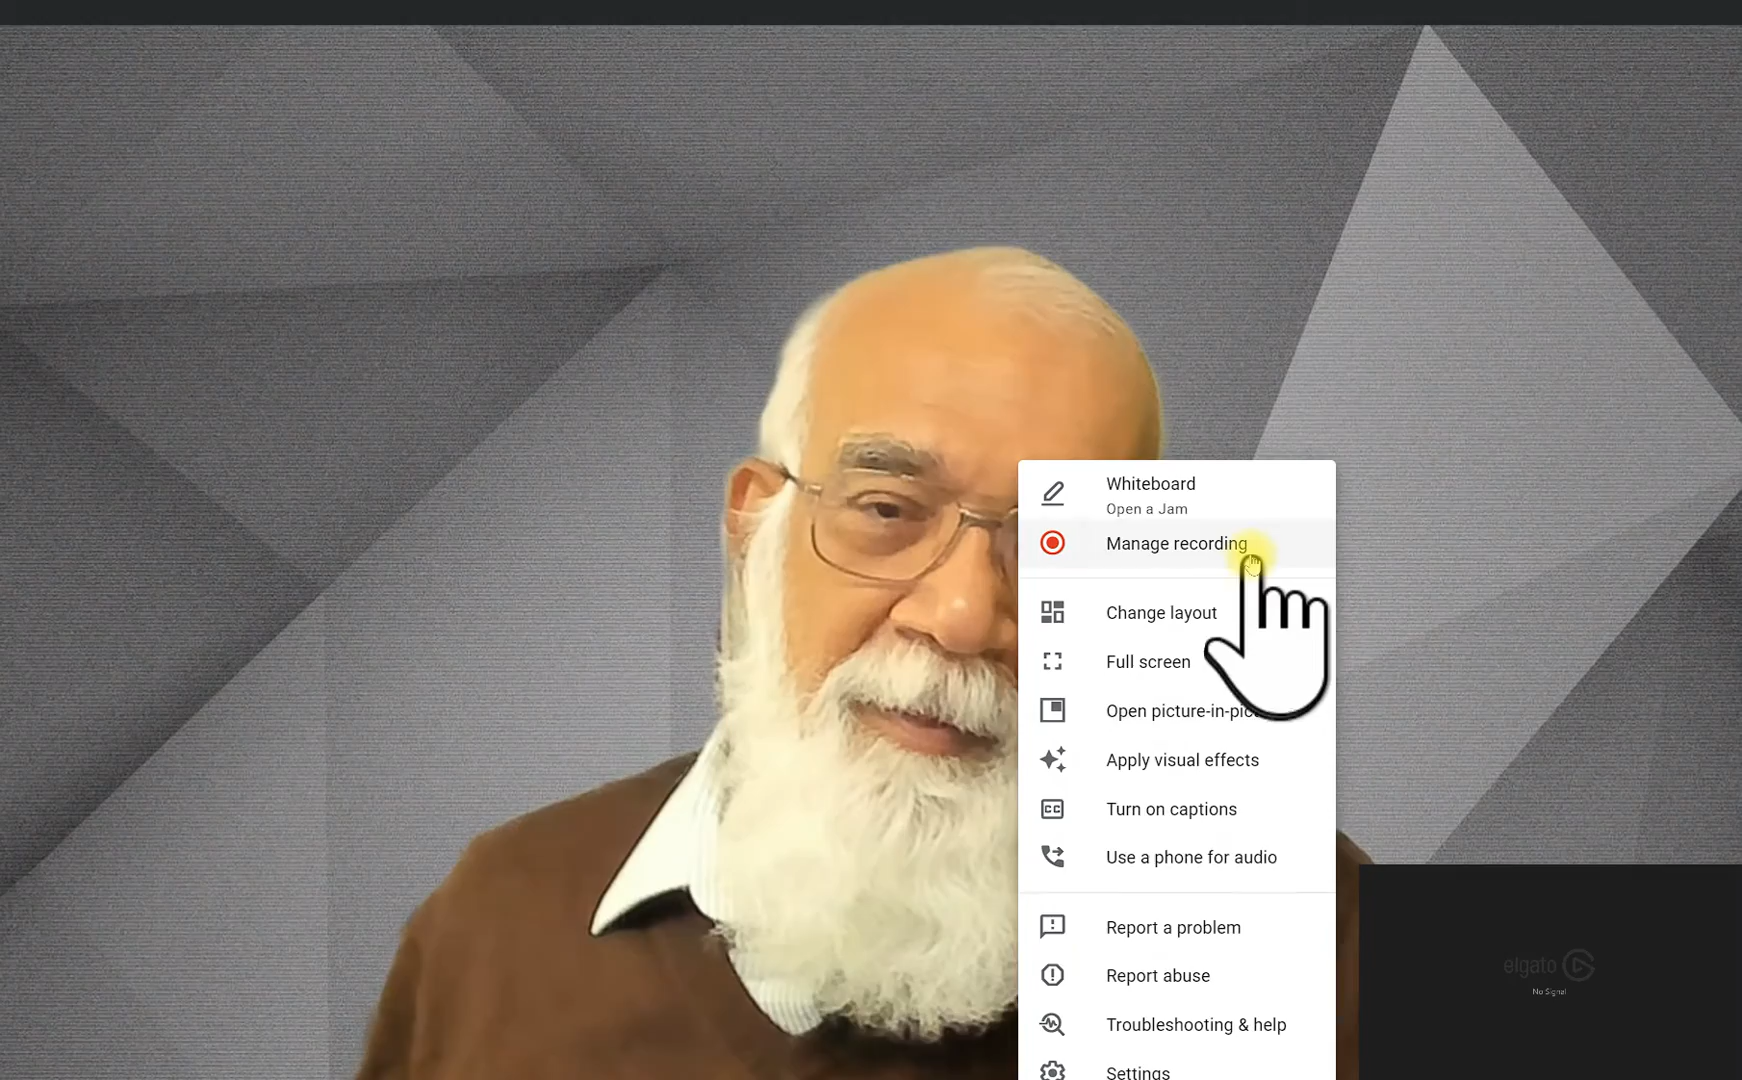 Whiteboard
Open a Jam
Manage recording
Change layout
Full screen
Open picture-in-pic
Apply visual effects
CC
Turn on captions
Use a phone for audio
Report a problem
Report abuse
Troubleshooting & help
Settings
elgato
No Signal